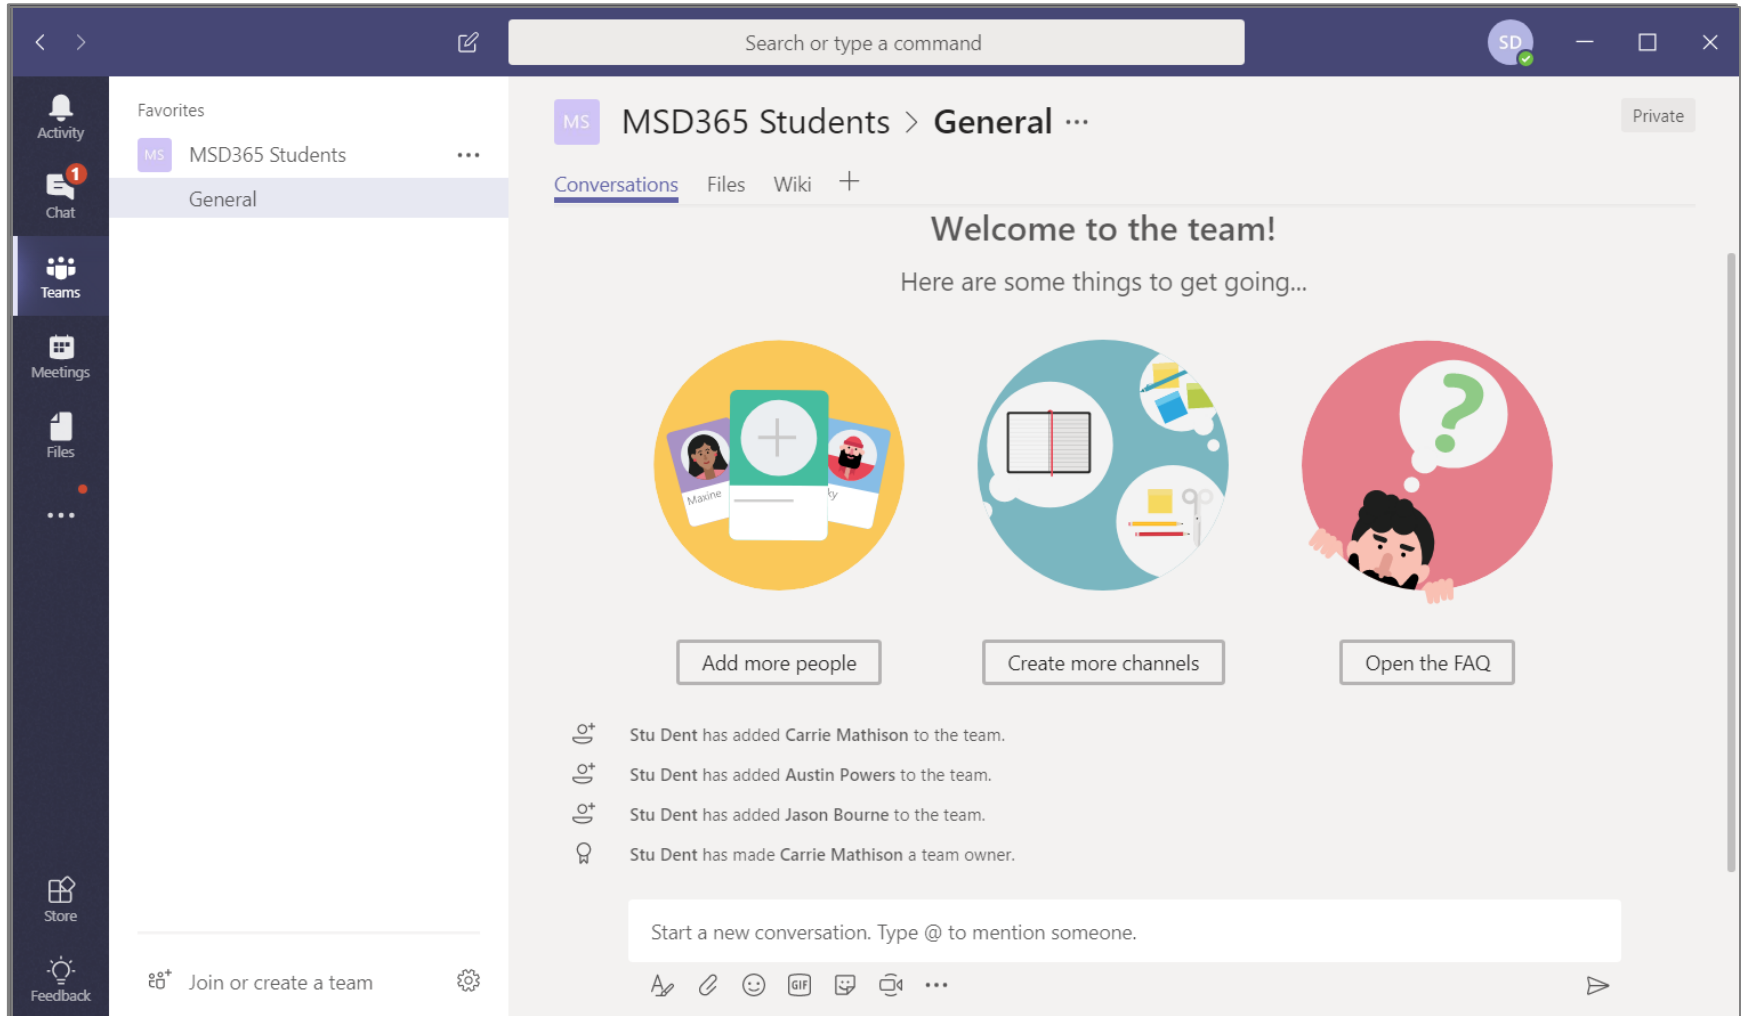 Search or type a command
SD
Activity
1
Chat
Teams
Meetings
Files
Store
Feedback
Favorites
MS MSD365 Students
General
Join or create a team
MS MSD365 Students > General
Private
Conversations Files Wiki
Welcome to the team!
Here are some things to get going...
Maxine
ky
?
Add more people
Create more channels
Open the FAQ
Stu Dent has added Carrie Mathison to the team.
Stu Dent has added Austin Powers to the team.
Stu Dent has added Jason Bourne to the team.
Stu Dent has made Carrie Mathison a team owner.
Start a new conversation. Type @ to mention someone.
GIF